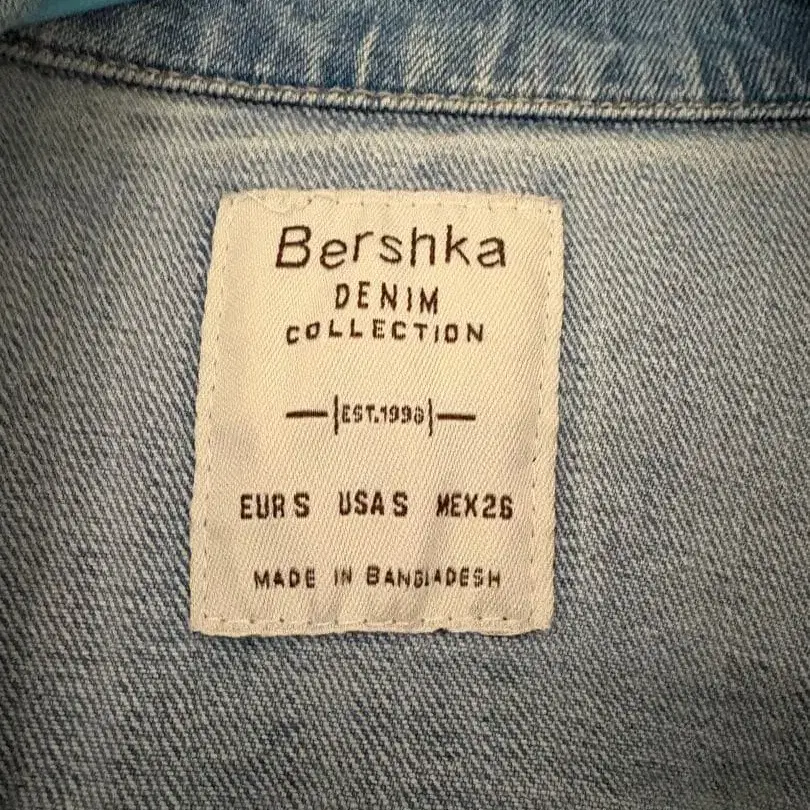 Bershka
DENIM
COLLECTION
EST.1998
EUR S USA S MEX 26
MADE IN BANGLADESH